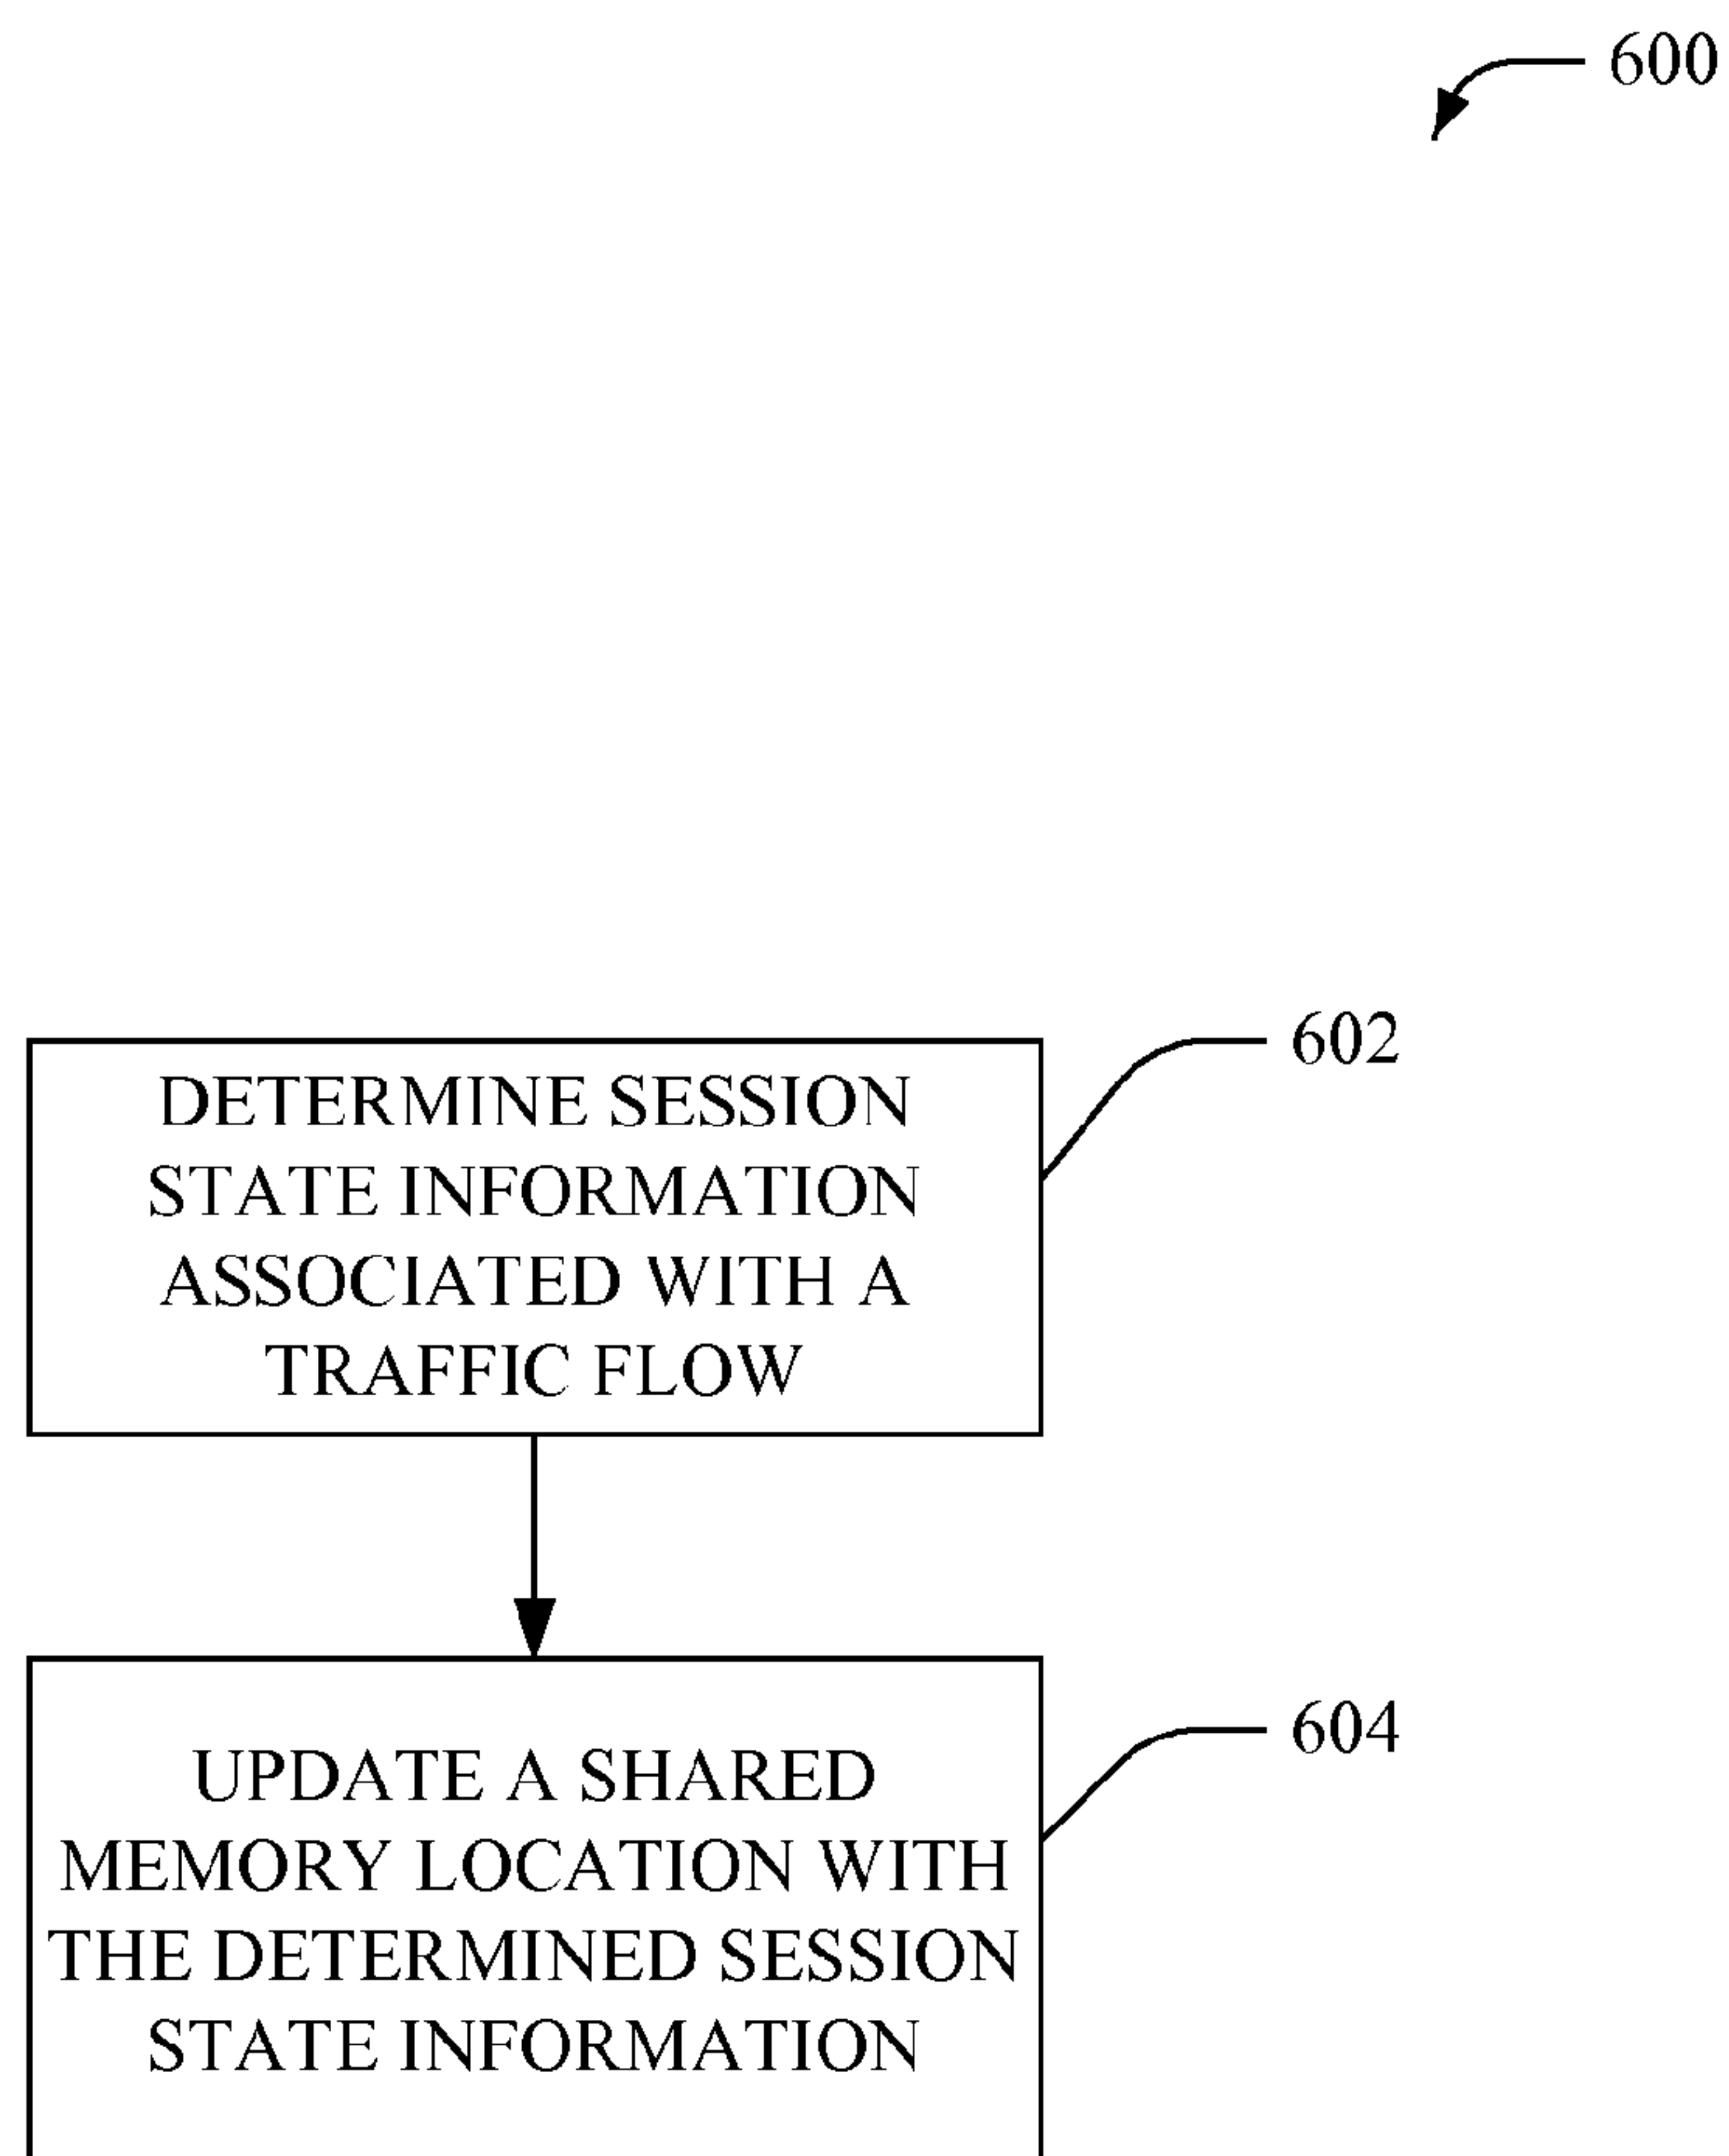 600
602
DETERMINE SESSION
STATE INFORMATION
ASSOCIATED WITH A
TRAFFIC FLOW
604
UPDATE A SHARED
MEMORY LOCATION WITH
THE DETERMINED SESSION
STATE INFORMATION